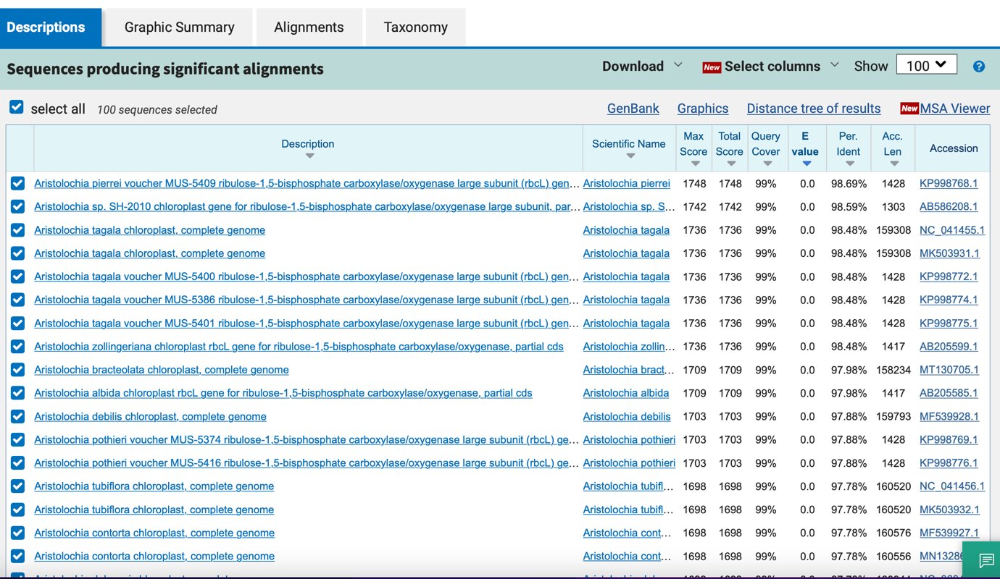 Descriptions Graphic Summary Alignments Taxonomy
Sequences producing significant alignments Download New Select columns Show 100 ?
select all 100 sequences selected GenBank Graphics Distance tree of results New MSA Viewer
Description Scientific Name Max Score Total Score Query Cover E value Per. Ident Acc. Len Accession
Aristolochia pierrei voucher MUS-5409 ribulose-1,5-bisphosphate carboxylase/oxygenase large subunit (rbcL) gen... Aristolochia pierrei 1748 1748 99% 0.0 98.69% 1428 KP998768.1
Aristolochia sp. SH-2010 chloroplast gene for ribulose-1,5-bisphosphate carboxylase/oxygenase large subunit, par... Aristolochia sp. S... 1742 1742 99% 0.0 98.59% 1303 AB586208.1
Aristolochia tagala chloroplast, complete genome Aristolochia tagala 1736 1736 99% 0.0 98.48% 159308 NC_041455.1
Aristolochia tagala chloroplast, complete genome Aristolochia tagala 1736 1736 99% 0.0 98.48% 159308 MK503931.1
Aristolochia tagala voucher MUS-5400 ribulose-1,5-bisphosphate carboxylase/oxygenase large subunit (rbcL) gen... Aristolochia tagala 1736 1736 99% 0.0 98.48% 1428 KP998772.1
Aristolochia tagala voucher MUS-5386 ribulose-1,5-bisphosphate carboxylase/oxygenase large subunit (rbcL) gen... Aristolochia tagala 1736 1736 99% 0.0 98.48% 1428 KP998774.1
Aristolochia tagala voucher MUS-5401 ribulose-1,5-bisphosphate carboxylase/oxygenase large subunit (rbcL) gen... Aristolochia tagala 1736 1736 99% 0.0 98.48% 1428 KP998775.1
Aristolochia zollingeriana chloroplast rbcL gene for ribulose-1,5-bisphosphate carboxylase/oxygenase, partial cds Aristolochia zollin... 1736 1736 99% 0.0 98.48% 1417 AB205599.1
Aristolochia bracteolata chloroplast, complete genome Aristolochia bract... 1709 1709 99% 0.0 97.98% 158234 MT130705.1
Aristolochia albida chloroplast rbcL gene for ribulose-1,5-bisphosphate carboxylase/oxygenase, partial cds Aristolochia albida 1709 1709 99% 0.0 97.98% 1417 AB205585.1
Aristolochia debilis chloroplast, complete genome Aristolochia debilis 1703 1703 99% 0.0 97.88% 159793 MF539928.1
Aristolochia pothieri voucher MUS-5374 ribulose-1,5-bisphosphate carboxylase/oxygenase large subunit (rbcL) ge... Aristolochia pothieri 1703 1703 99% 0.0 97.88% 1428 KP998769.1
Aristolochia pothieri voucher MUS-5416 ribulose-1,5-bisphosphate carboxylase/oxygenase large subunit (rbcL) ge... Aristolochia pothieri 1703 1703 99% 0.0 97.88% 1428 KP998776.1
Aristolochia tubiflora chloroplast, complete genome Aristolochia tubifl... 1698 1698 99% 0.0 97.78% 160520 NC_041456.1
Aristolochia tubiflora chloroplast, complete genome Aristolochia tubifl... 1698 1698 99% 0.0 97.78% 160520 MK503932.1
Aristolochia contorta chloroplast, complete genome Aristolochia cont... 1698 1698 99% 0.0 97.78% 160576 MF539927.1
Aristolochia contorta chloroplast, complete genome Aristolochia cont... 1698 1698 99% 0.0 97.78% 160556 MN1328